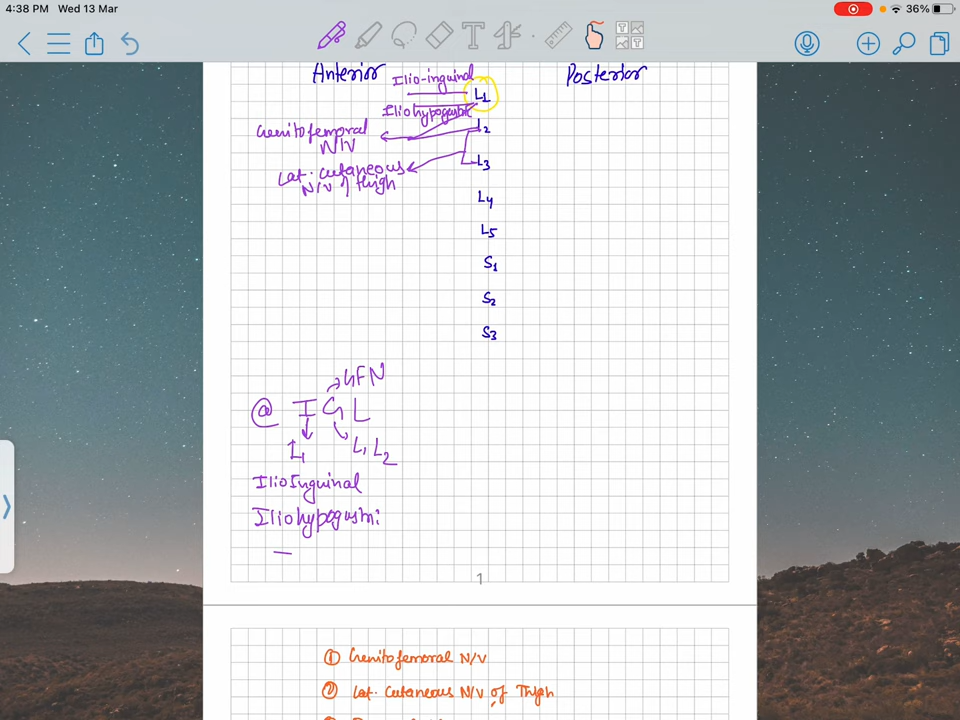 4:38 PM Wed 13 Mar
36%
Anterior
Posterior
Ilio-inguinal
L1
Iliohypogastric
Genitofemoral
N/V
L2
Lat. Cutaneous
N/V of thigh
L3
L4
L5
S1
S2
S3
GFN
@ I G L
L1
L1 L2
IlioInguinal
Iliohypogastri
1
① Genitofemoral N/V
② Lat. Cutaneous N/V of Thigh